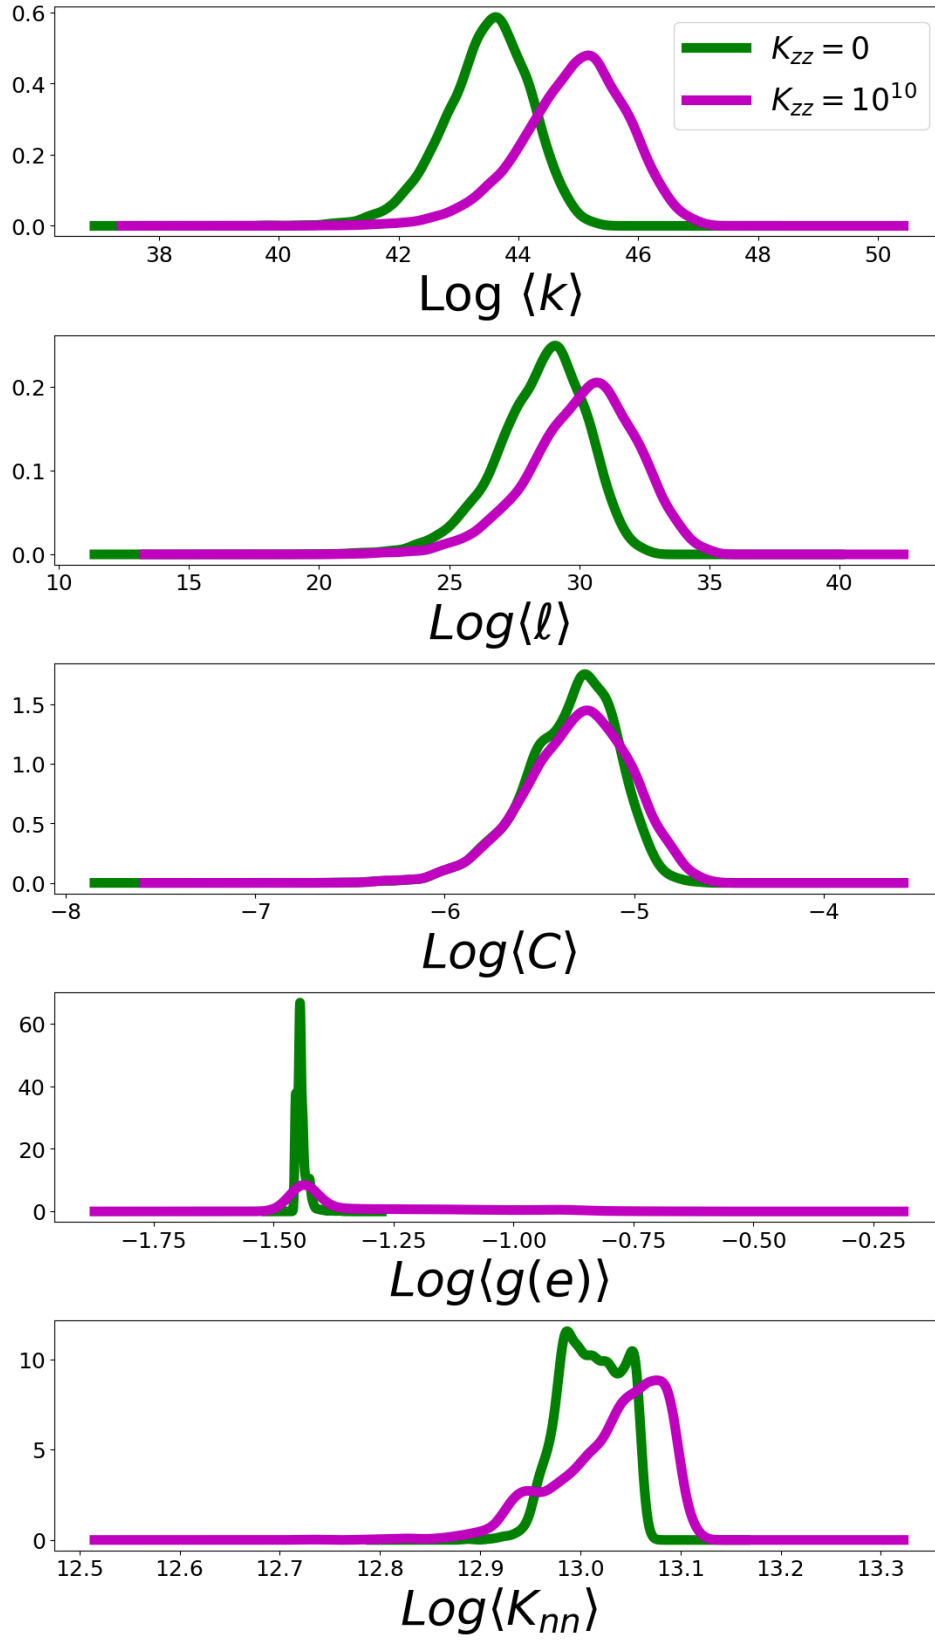 0.6
0.4
0.2
0.0
K_zz = 0
K_zz = 10^10
38 40 42 44 46 48 50
Log ⟨k⟩
0.2
0.1
0.0
10 15 20 25 30 35 40
Log⟨ℓ⟩
1.5
1.0
0.5
0.0
−8 −7 −6 −5 −4
Log⟨C⟩
60
40
20
0
−1.75 −1.50 −1.25 −1.00 −0.75 −0.50 −0.25
Log⟨g(e)⟩
10
5
0
12.5 12.6 12.7 12.8 12.9 13.0 13.1 13.2 13.3
Log⟨K_nn⟩